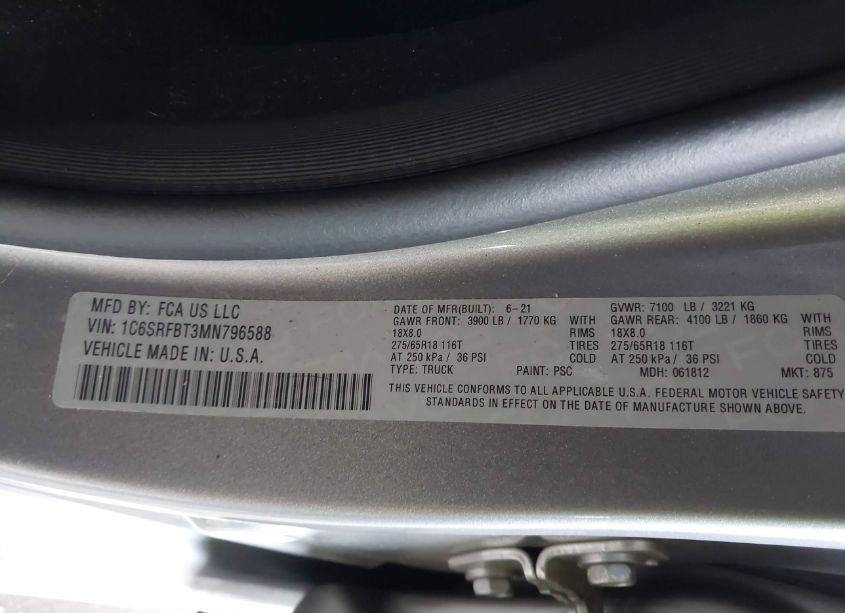 MFD BY: FCA US LLC
VIN: 1C6SRFBT3MN796588
VEHICLE MADE IN: U.S.A.
DATE OF MFR(BUILT): 6-21 GVWR: 7100 LB / 3221 KG
GAWR FRONT: 3900 LB / 1770 KG WITH GAWR REAR: 4100 LB / 1860 KG WITH
18X8.0 RIMS 18X8.0 RIMS
275/65R18 116T TIRES 275/65R18 116T TIRES
AT 250 kPa / 36 PSI COLD AT 250 kPa / 36 PSI COLD
TYPE: TRUCK PAINT: PSC MDH: 061812 MKT: 875
THIS VEHICLE CONFORMS TO ALL APPLICABLE U.S.A. FEDERAL MOTOR VEHICLE SAFETY
STANDARDS IN EFFECT ON THE DATE OF MANUFACTURE SHOWN ABOVE.